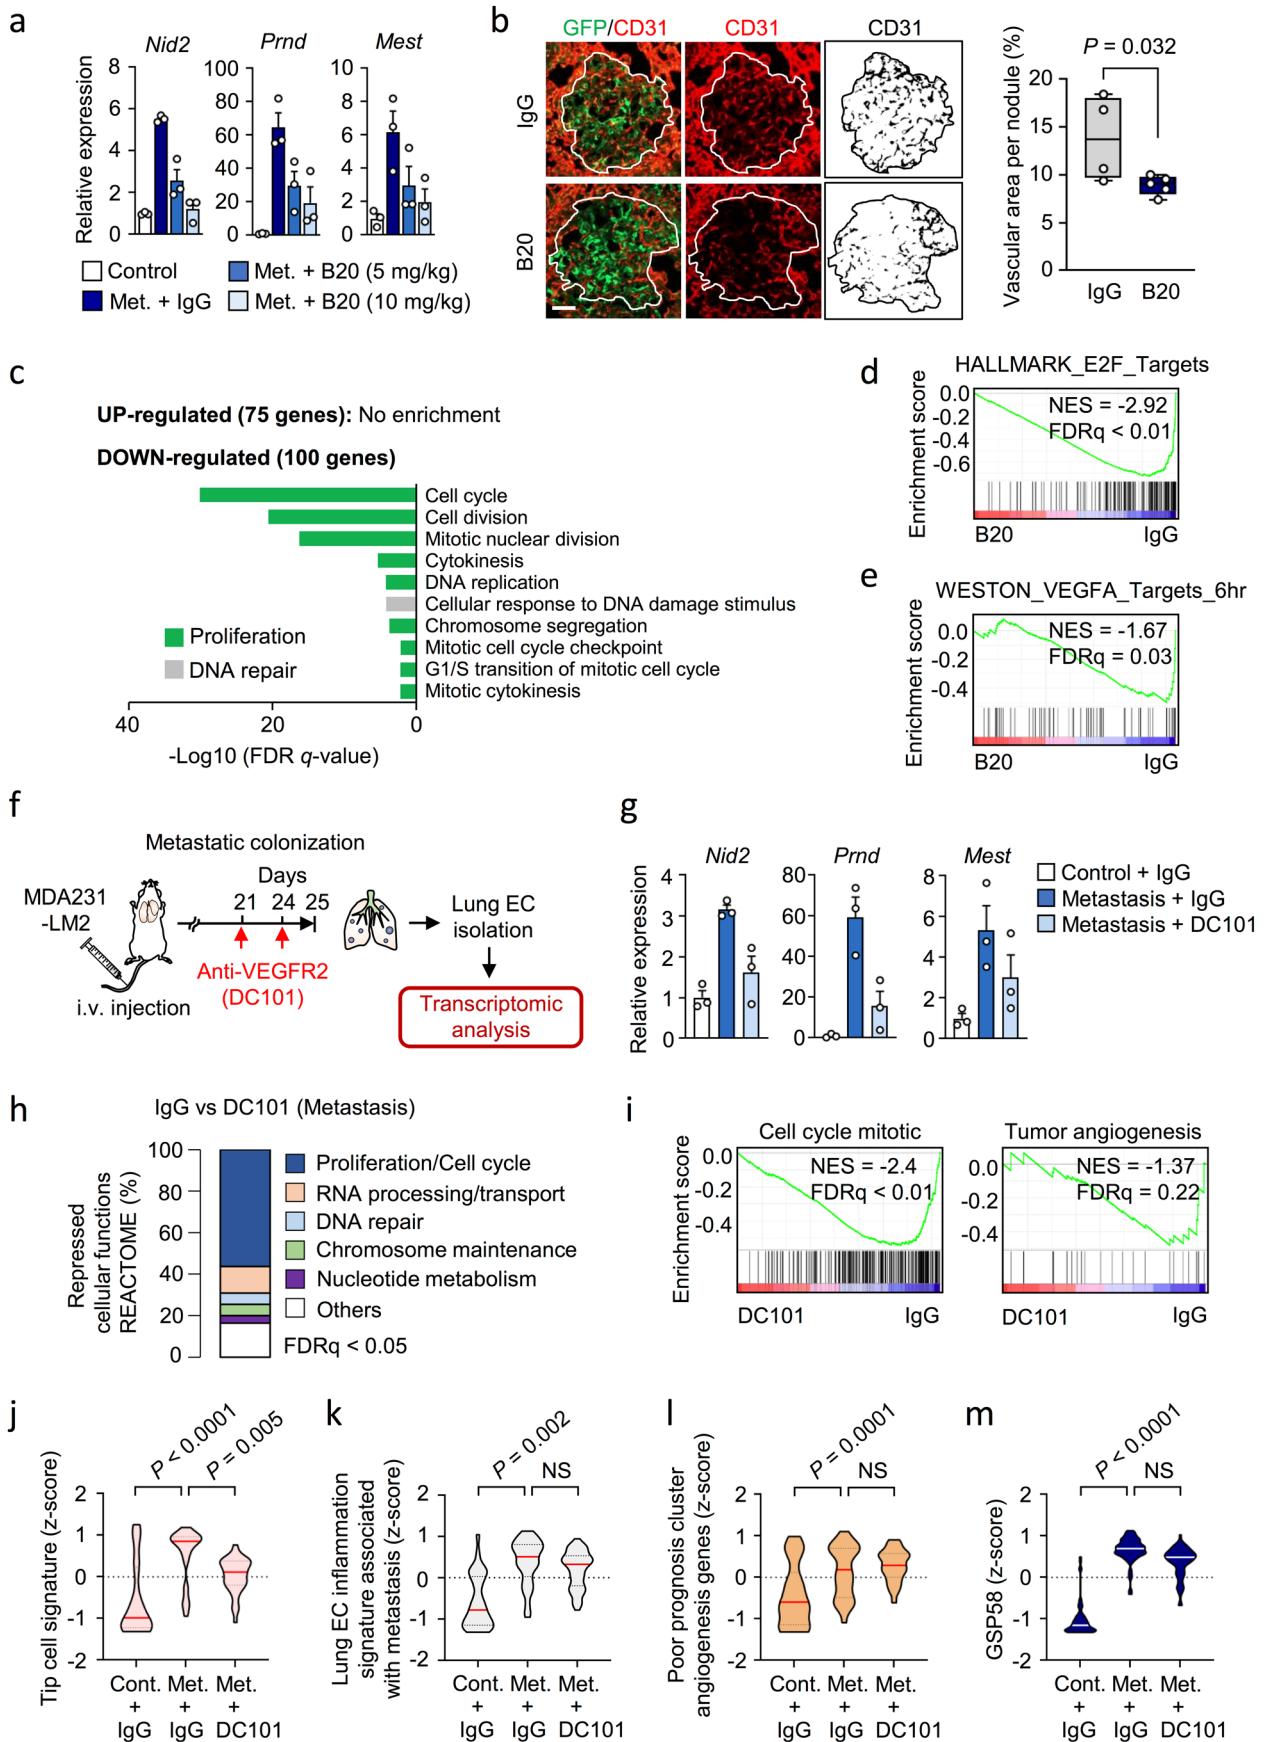 a
Nid2
Prnd
Mest
Relative expression
8
6
4
2
0
100
80
60
40
20
0
10
8
6
4
2
0
Control
Met. + IgG
Met. + B20 (5 mg/kg)
Met. + B20 (10 mg/kg)
b
GFP/CD31
CD31
CD31
IgG
B20
P = 0.032
Vascular area per nodule (%)
20
15
10
5
0
IgG
B20
c
UP-regulated (75 genes): No enrichment
DOWN-regulated (100 genes)
Cell cycle
Cell division
Mitotic nuclear division
Cytokinesis
DNA replication
Cellular response to DNA damage stimulus
Chromosome segregation
Mitotic cell cycle checkpoint
G1/S transition of mitotic cell cycle
Mitotic cytokinesis
Proliferation
DNA repair
40
20
0
-Log10 (FDR q-value)
d
HALLMARK_E2F_Targets
Enrichment score
0.0
-0.2
-0.4
-0.6
NES = -2.92
FDRq < 0.01
B20
IgG
e
WESTON_VEGFA_Targets_6hr
Enrichment score
0.0
-0.2
-0.4
NES = -1.67
FDRq = 0.03
B20
IgG
f
Metastatic colonization
MDA231
-LM2
Days
21
24
25
Anti-VEGFR2
(DC101)
i.v. injection
Lung EC
isolation
Transcriptomic
analysis
g
Nid2
Prnd
Mest
Relative expression
4
3
2
1
0
80
60
40
20
0
8
6
4
2
0
Control + IgG
Metastasis + IgG
Metastasis + DC101
h
IgG vs DC101 (Metastasis)
Repressed
cellular functions
REACTOME (%)
100
80
60
40
20
0
Proliferation/Cell cycle
RNA processing/transport
DNA repair
Chromosome maintenance
Nucleotide metabolism
Others
FDRq < 0.05
i
Cell cycle mitotic
Enrichment score
0.0
-0.2
-0.4
NES = -2.4
FDRq < 0.01
DC101
IgG
Tumor angiogenesis
0.0
-0.2
-0.4
NES = -1.37
FDRq = 0.22
DC101
IgG
j
P < 0.0001
P = 0.005
Tip cell signature (z-score)
2
1
0
-1
-2
Cont.
+
IgG
Met.
+
IgG
Met.
+
DC101
k
P = 0.002
NS
Lung EC inflammation
signature associated
with metastasis (z-score)
2
1
0
-1
-2
Cont.
+
IgG
Met.
+
IgG
Met.
+
DC101
l
P = 0.0001
NS
Poor prognosis cluster
angiogenesis genes (z-score)
2
1
0
-1
-2
Cont.
+
IgG
Met.
+
IgG
Met.
+
DC101
m
P < 0.0001
NS
GSP58 (z-score)
2
1
0
-1
-2
Cont.
+
IgG
Met.
+
IgG
Met.
+
DC101